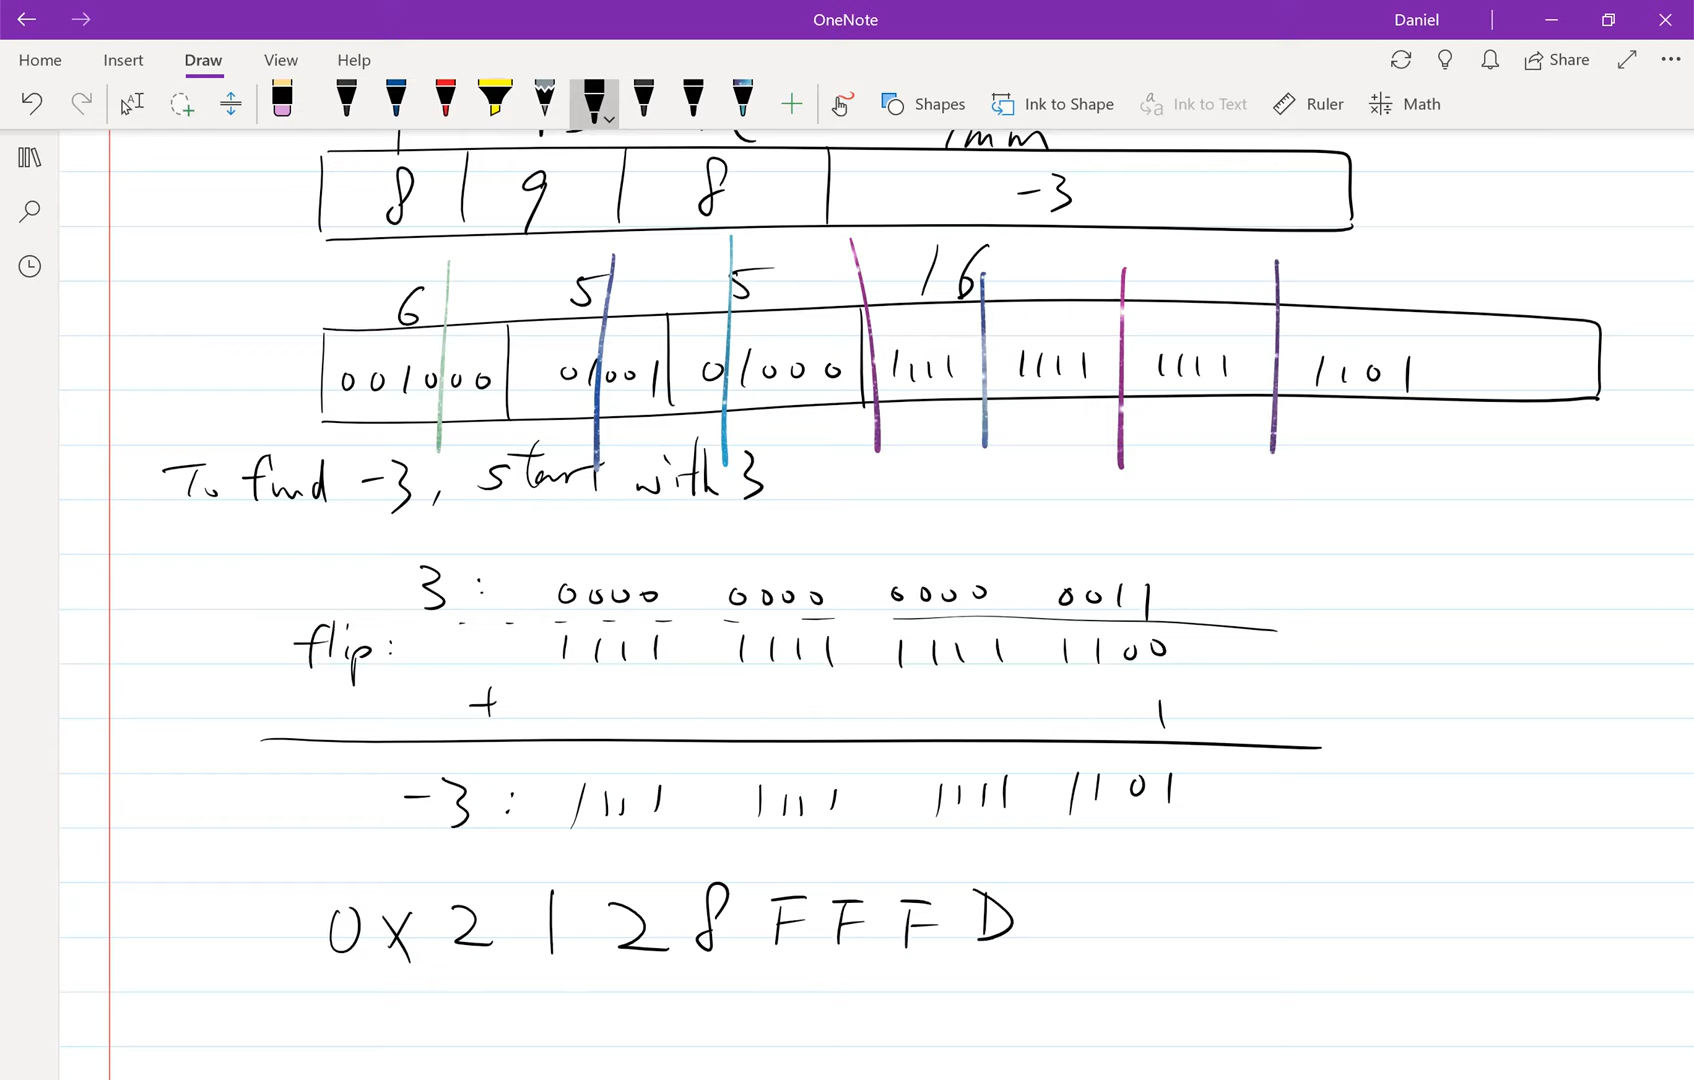 OneNote
Daniel
Home Insert Draw View Help
Share
Shapes Ink to Shape Ink to Text Ruler Math
Imm
8 9 8 -3
6 5 5 16
001000 01001 01000 1111 1111 1111 1101
To find -3, start with 3
3: 0000 0000 0000 0011
flip: 1111 1111 1111 1100
+ 1
-3: 1111 1111 1111 1101
0x2128FFFD